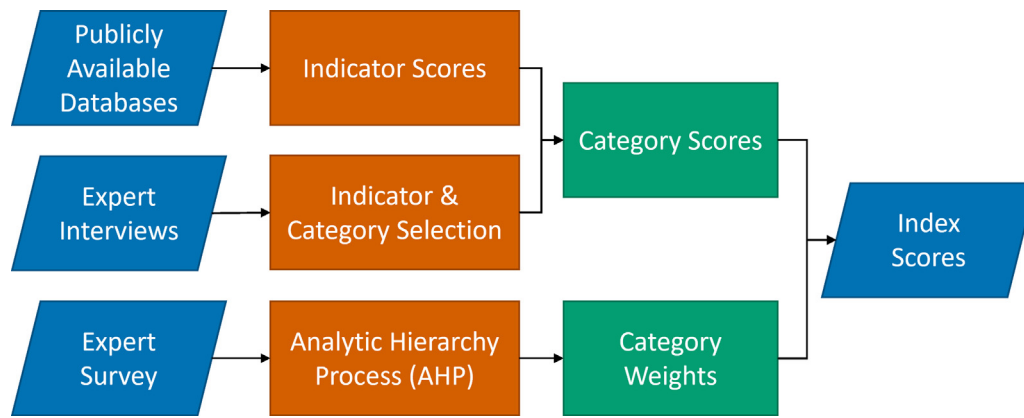 Publicly
Available
Databases
Indicator Scores
Category Scores
Expert
Interviews
Indicator &
Category Selection
Index
Scores
Expert
Survey
Analytic Hierarchy
Process (AHP)
Category
Weights